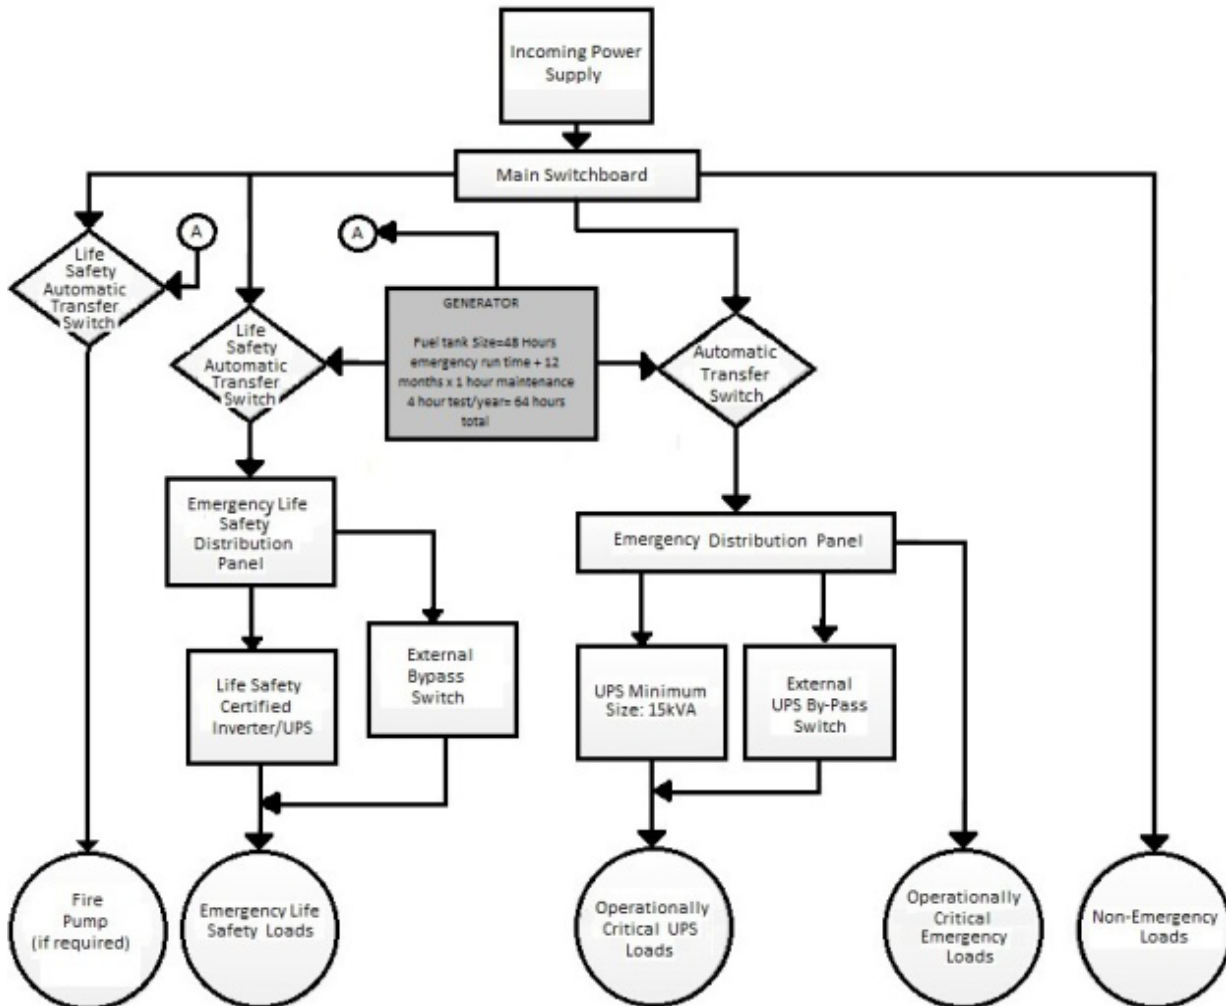 Incoming Power
Supply
Main Switchboard
A
A
Life
Safety
Automatic
Transfer
Switch
GENERATOR
Fuel tank Size=48 Hours
emergency run time + 12
months x 1 hour maintenance
4 hour test/year= 64 hours
total
Life
Safety
Automatic
Transfer
Switch
Automatic
Transfer
Switch
Emergency Life
Safety
Distribution
Panel
Emergency Distribution Panel
External
Bypass
Switch
Life Safety
Certified
Inverter/UPS
UPS Minimum
Size: 15kVA
External
UPS By-Pass
Switch
Fire
Pump
(if required)
Emergency Life
Safety Loads
Operationally
Critical UPS
Loads
Operationally
Critical
Emergency
Loads
Non-Emergency
Loads